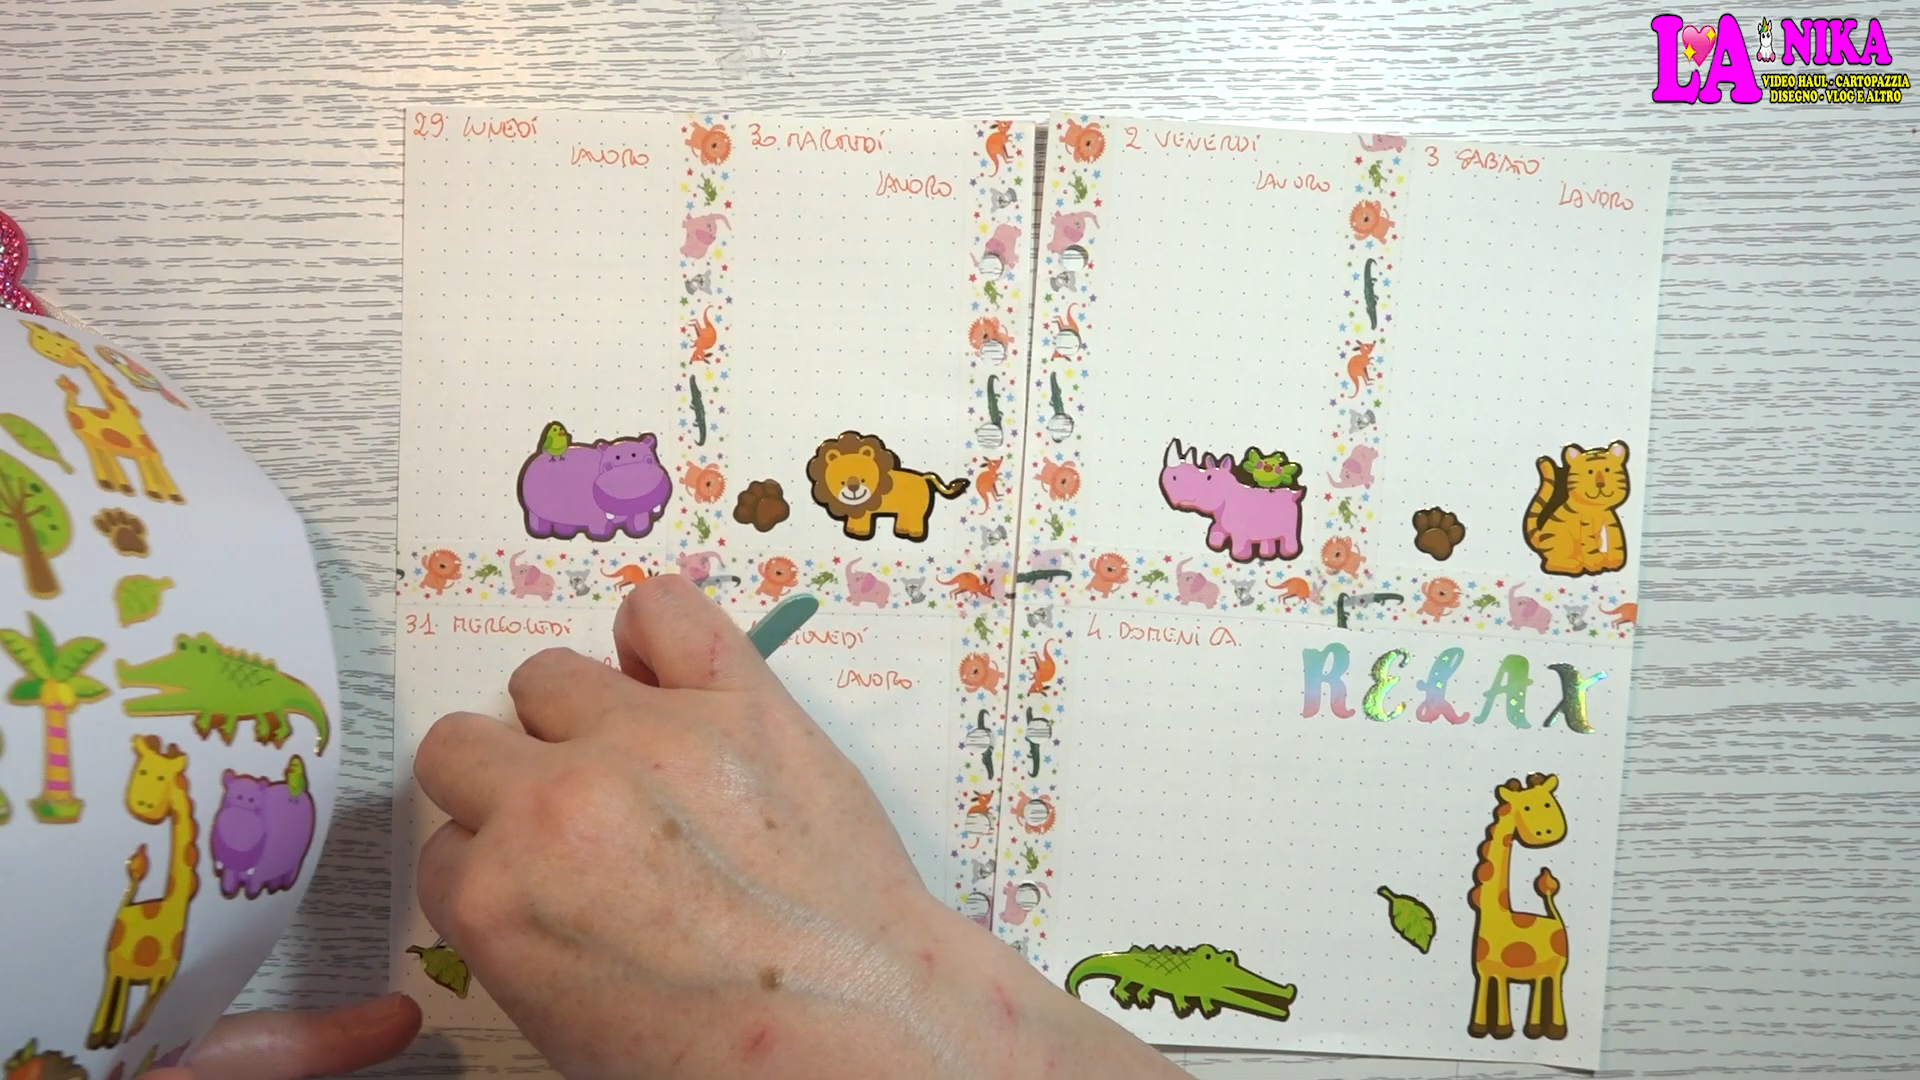 LA NIKA
VIDEO HAUL - CARTOPAZZIA
DISEGNO - VLOG E ALTRO
29. LUNEDÌ
LAVORO
30. MARTEDÌ
LAVORO
2. VENERDÌ
LAVORO
3 SABATO
LAVORO
31. MERCOLEDÌ
GIOVEDÌ
LAVORO
4. DOMENICA
RELAX